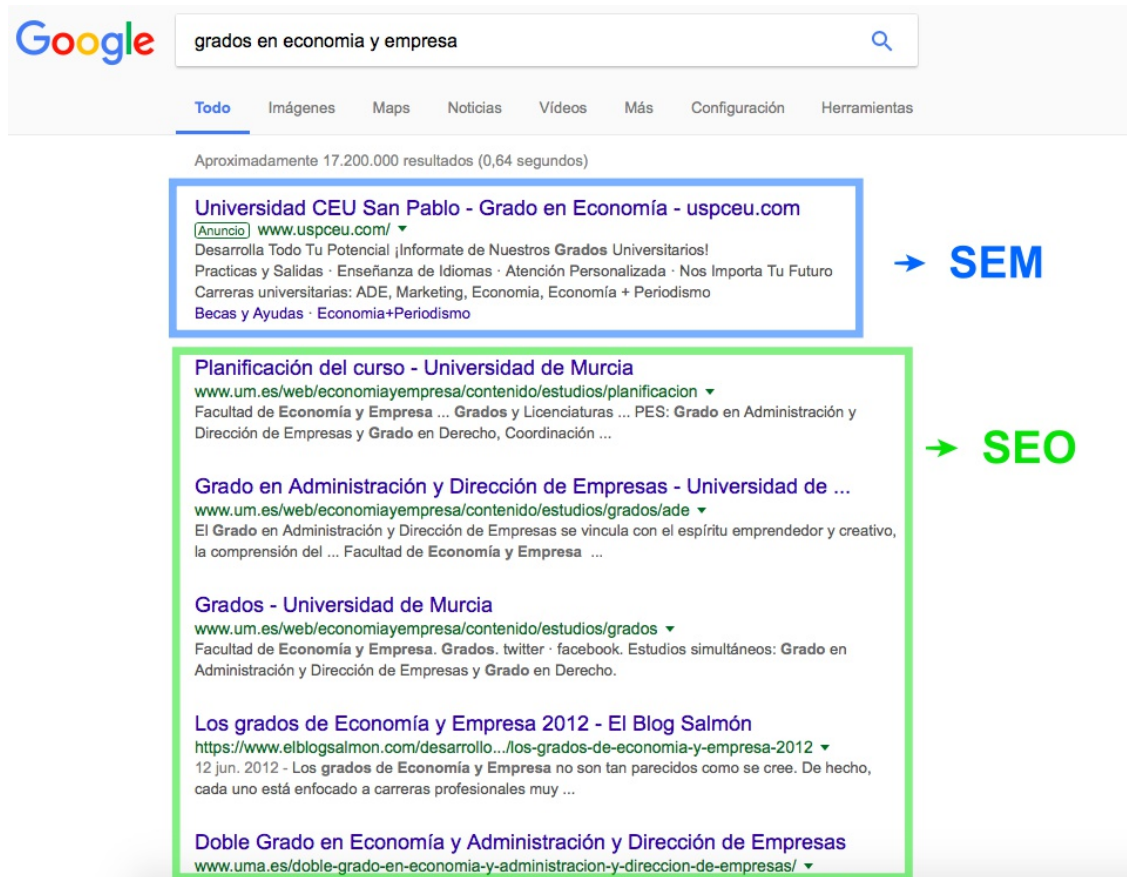 Google
grados en economia y empresa
Todo Imágenes Maps Noticias Vídeos Más Configuración Herramientas
Aproximadamente 17.200.000 resultados (0,64 segundos)
Universidad CEU San Pablo - Grado en Economía - uspceu.com
Anuncio www.uspceu.com/
Desarrolla Todo Tu Potencial ¡Informate de Nuestros Grados Universitarios!
Practicas y Salidas · Enseñanza de Idiomas · Atención Personalizada · Nos Importa Tu Futuro
Carreras universitarias: ADE, Marketing, Economia, Economía + Periodismo
Becas y Ayudas · Economia+Periodismo
SEM
Planificación del curso - Universidad de Murcia
www.um.es/web/economiayempresa/contenido/estudios/planificacion
Facultad de Economía y Empresa ... Grados y Licenciaturas ... PES: Grado en Administración y
Dirección de Empresas y Grado en Derecho, Coordinación ...
SEO
Grado en Administración y Dirección de Empresas - Universidad de ...
www.um.es/web/economiayempresa/contenido/estudios/grados/ade
El Grado en Administración y Dirección de Empresas se vincula con el espíritu emprendedor y creativo,
la comprensión del ... Facultad de Economía y Empresa ...
Grados - Universidad de Murcia
www.um.es/web/economiayempresa/contenido/estudios/grados
Facultad de Economía y Empresa. Grados. twitter · facebook. Estudios simultáneos: Grado en
Administración y Dirección de Empresas y Grado en Derecho.
Los grados de Economía y Empresa 2012 - El Blog Salmón
https://www.elblogsalmon.com/desarrollo.../los-grados-de-economia-y-empresa-2012
12 jun. 2012 - Los grados de Economía y Empresa no son tan parecidos como se cree. De hecho,
cada uno está enfocado a carreras profesionales muy ...
Doble Grado en Economía y Administración y Dirección de Empresas
www.uma.es/doble-grado-en-economia-y-administracion-y-direccion-de-empresas/